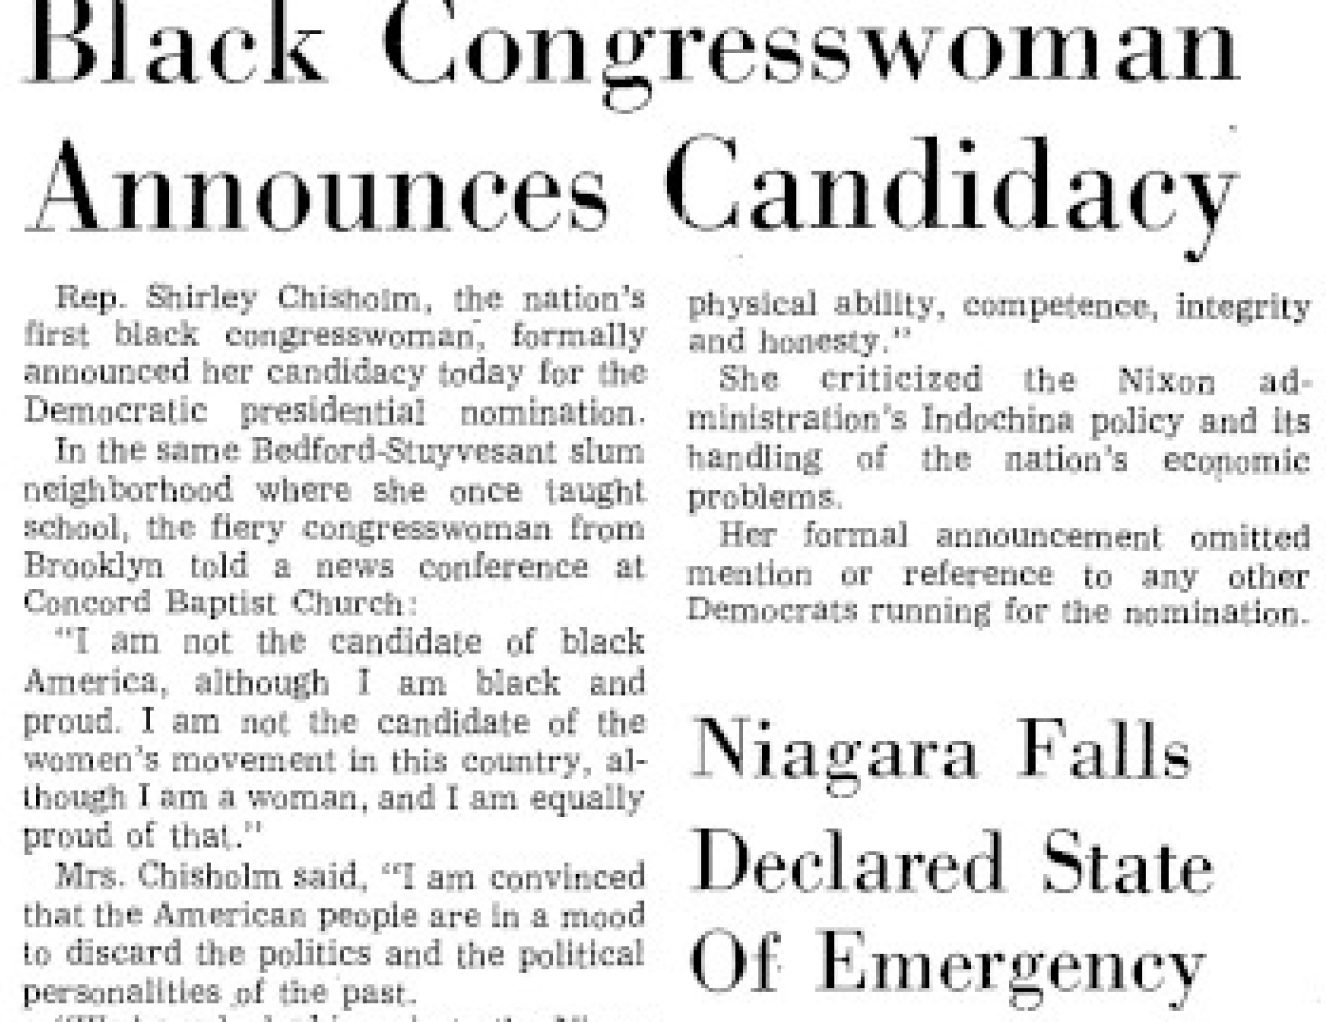 Black Congresswoman
Announces Candidacy
Rep. Shirley Chisholm, the nation's
first black congresswoman, formally
announced her candidacy today for the
Democratic presidential nomination.
In the same Bedford-Stuyvesant slum
neighborhood where she once taught
school, the fiery congresswoman from
Brooklyn told a news conference at
Concord Baptist Church:
"I am not the candidate of black
America, although I am black and
proud. I am not the candidate of the
women's movement in this country, al-
though I am a woman, and I am equally
proud of that."
Mrs. Chisholm said, "I am convinced
that the American people are in a mood
to discard the politics and the political
personalities of the past.
physical ability, competence, integrity
and honesty."
She criticized the Nixon ad-
ministration's Indochina policy and its
handling of the nation's economic
problems.
Her formal announcement omitted
mention or reference to any other
Democrats running for the nomination.
Niagara Falls
Declared State
Of Emergency